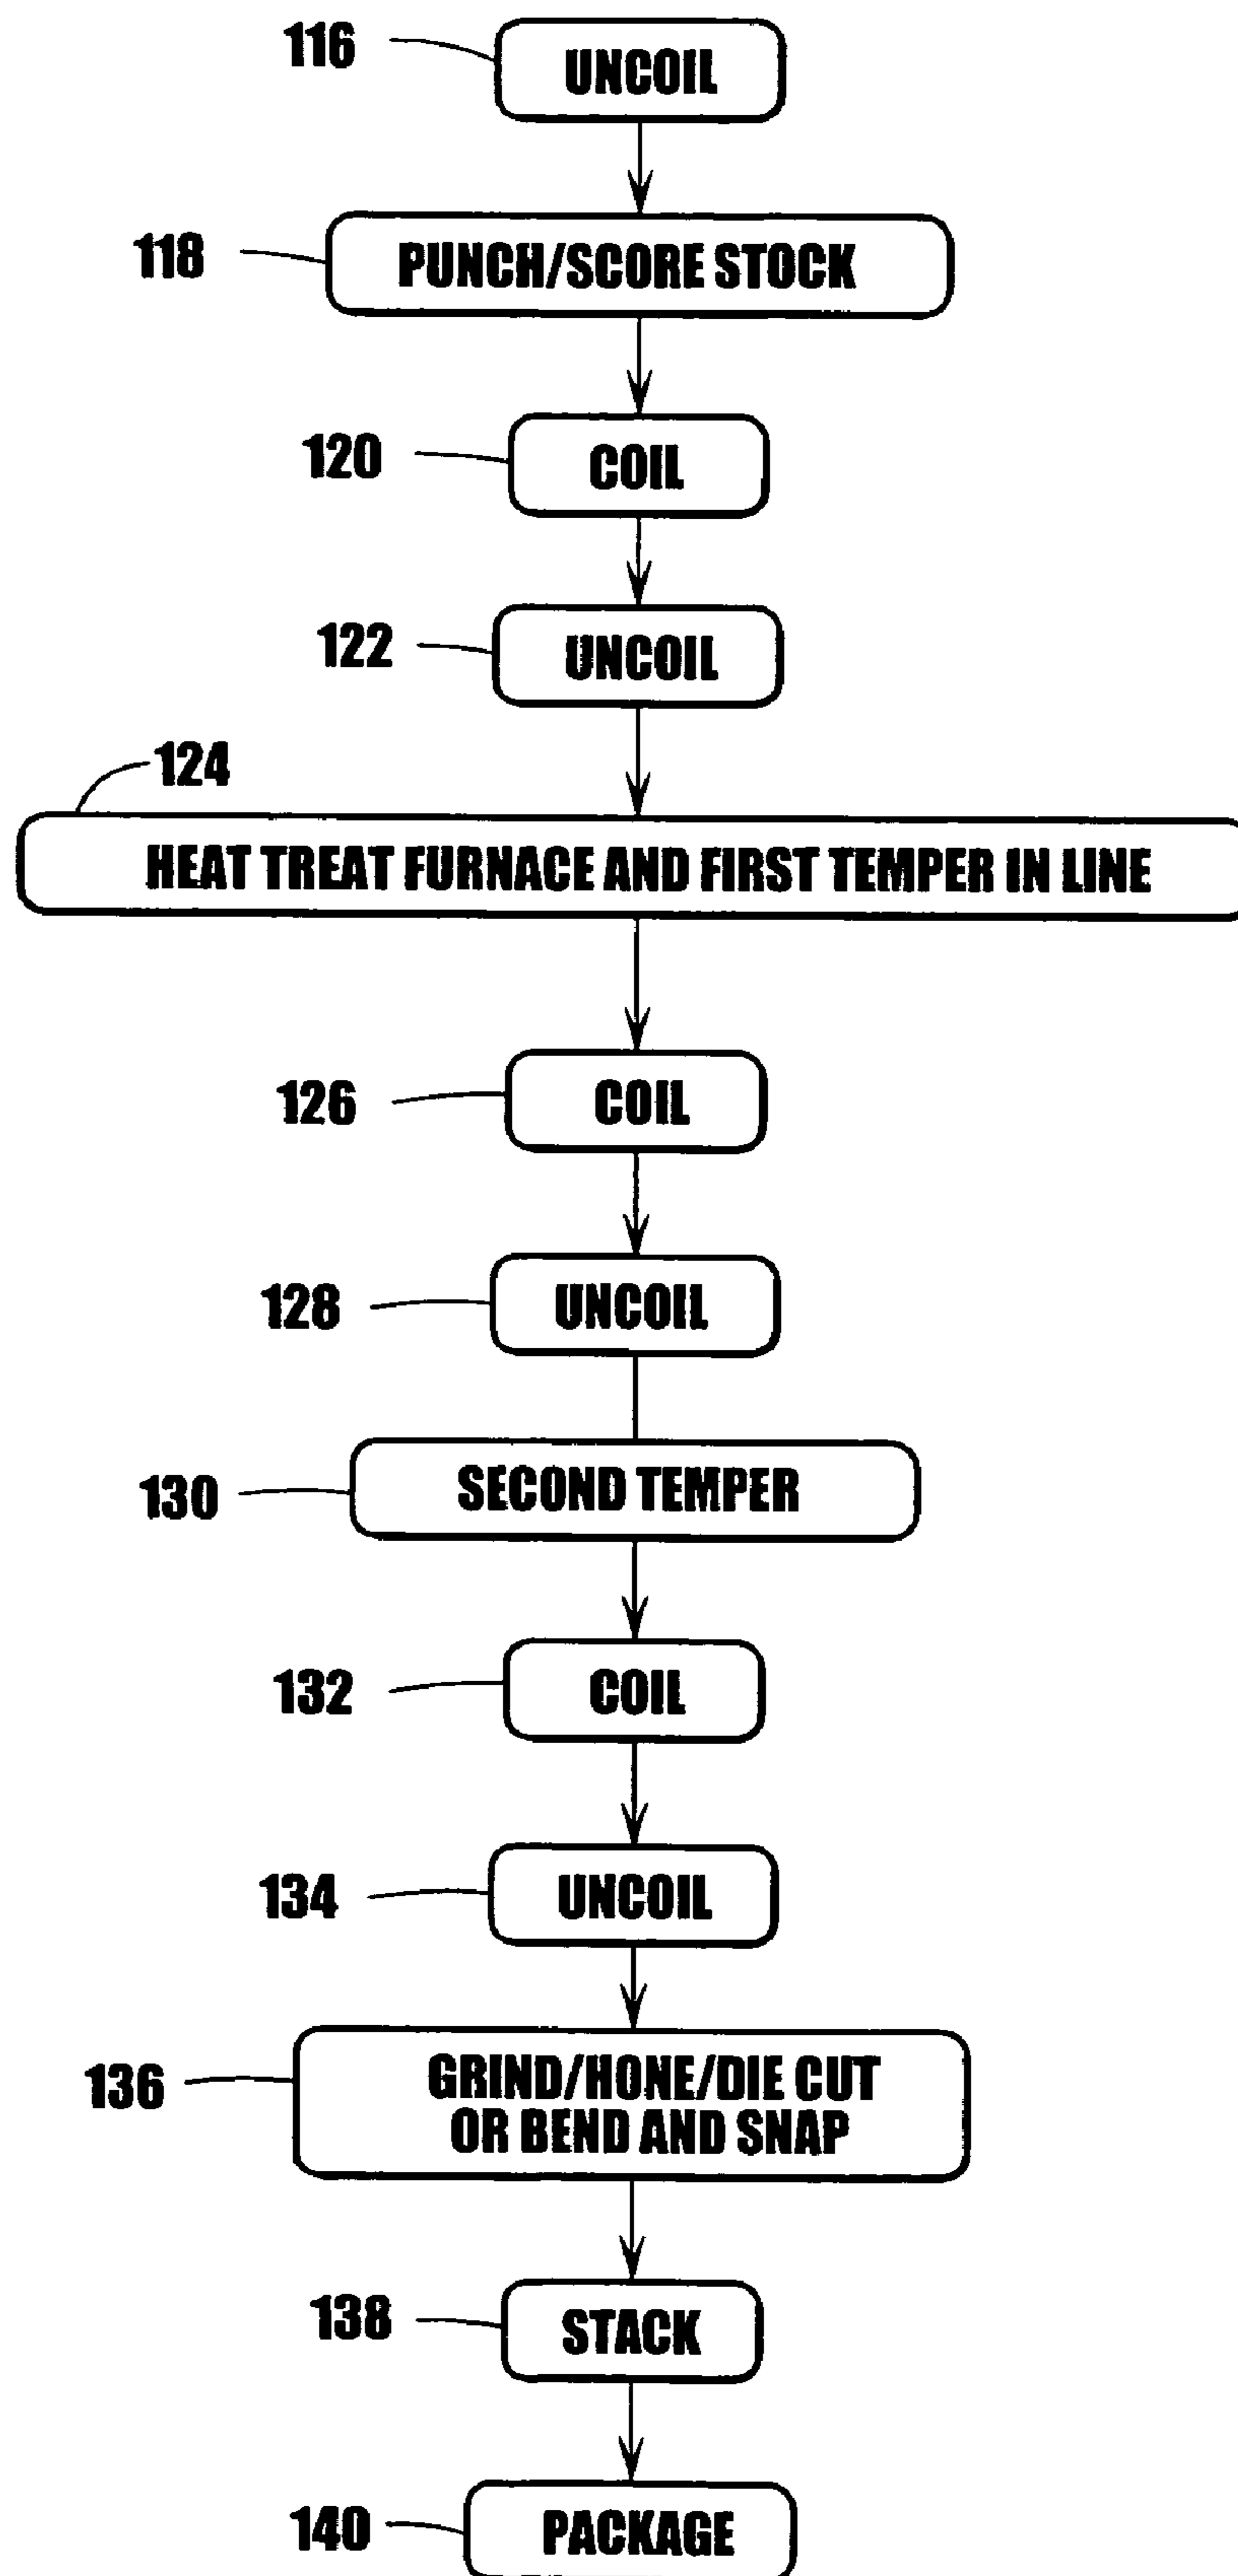 116 UNCOIL
118 PUNCH/SCORE STOCK
120 COIL
122 UNCOIL
124
HEAT TREAT FURNACE AND FIRST TEMPER IN LINE
126 COIL
128 UNCOIL
130 SECOND TEMPER
132 COIL
134 UNCOIL
136 GRIND/HONE/DIE CUT
OR BEND AND SNAP
138 STACK
140 PACKAGE